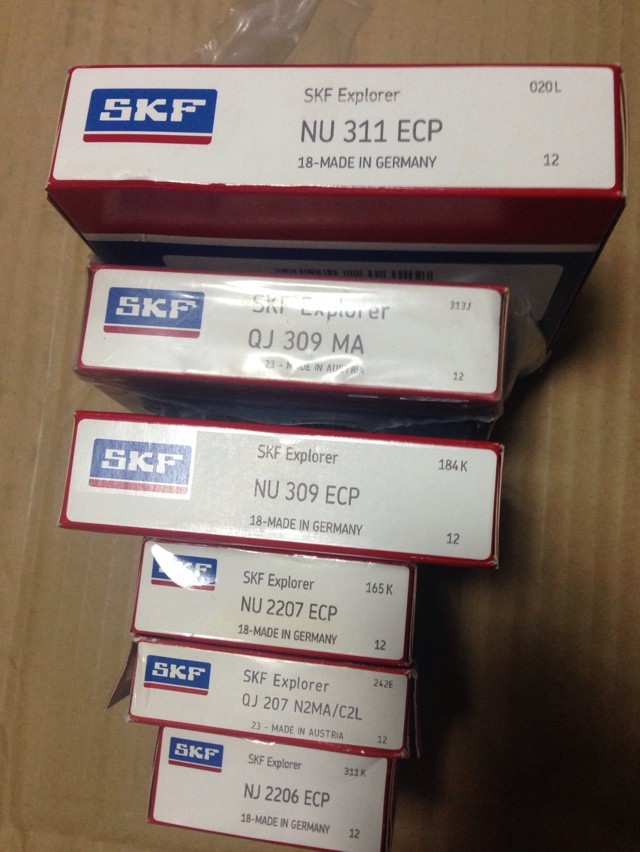 SKF
SKF Explorer
020L
NU 311 ECP
18-MADE IN GERMANY
12
SKF
SKF Explorer
313J
QJ 309 MA
23 - MADE IN AUSTRIA
12
SKF
SKF Explorer
184K
NU 309 ECP
18-MADE IN GERMANY
12
SKF
SKF Explorer
165K
NU 2207 ECP
18-MADE IN GERMANY
12
SKF
SKF Explorer
242E
QJ 207 N2MA/C2L
23 - MADE IN AUSTRIA
12
SKF
SKF Explorer
311K
NJ 2206 ECP
18-MADE IN GERMANY
12